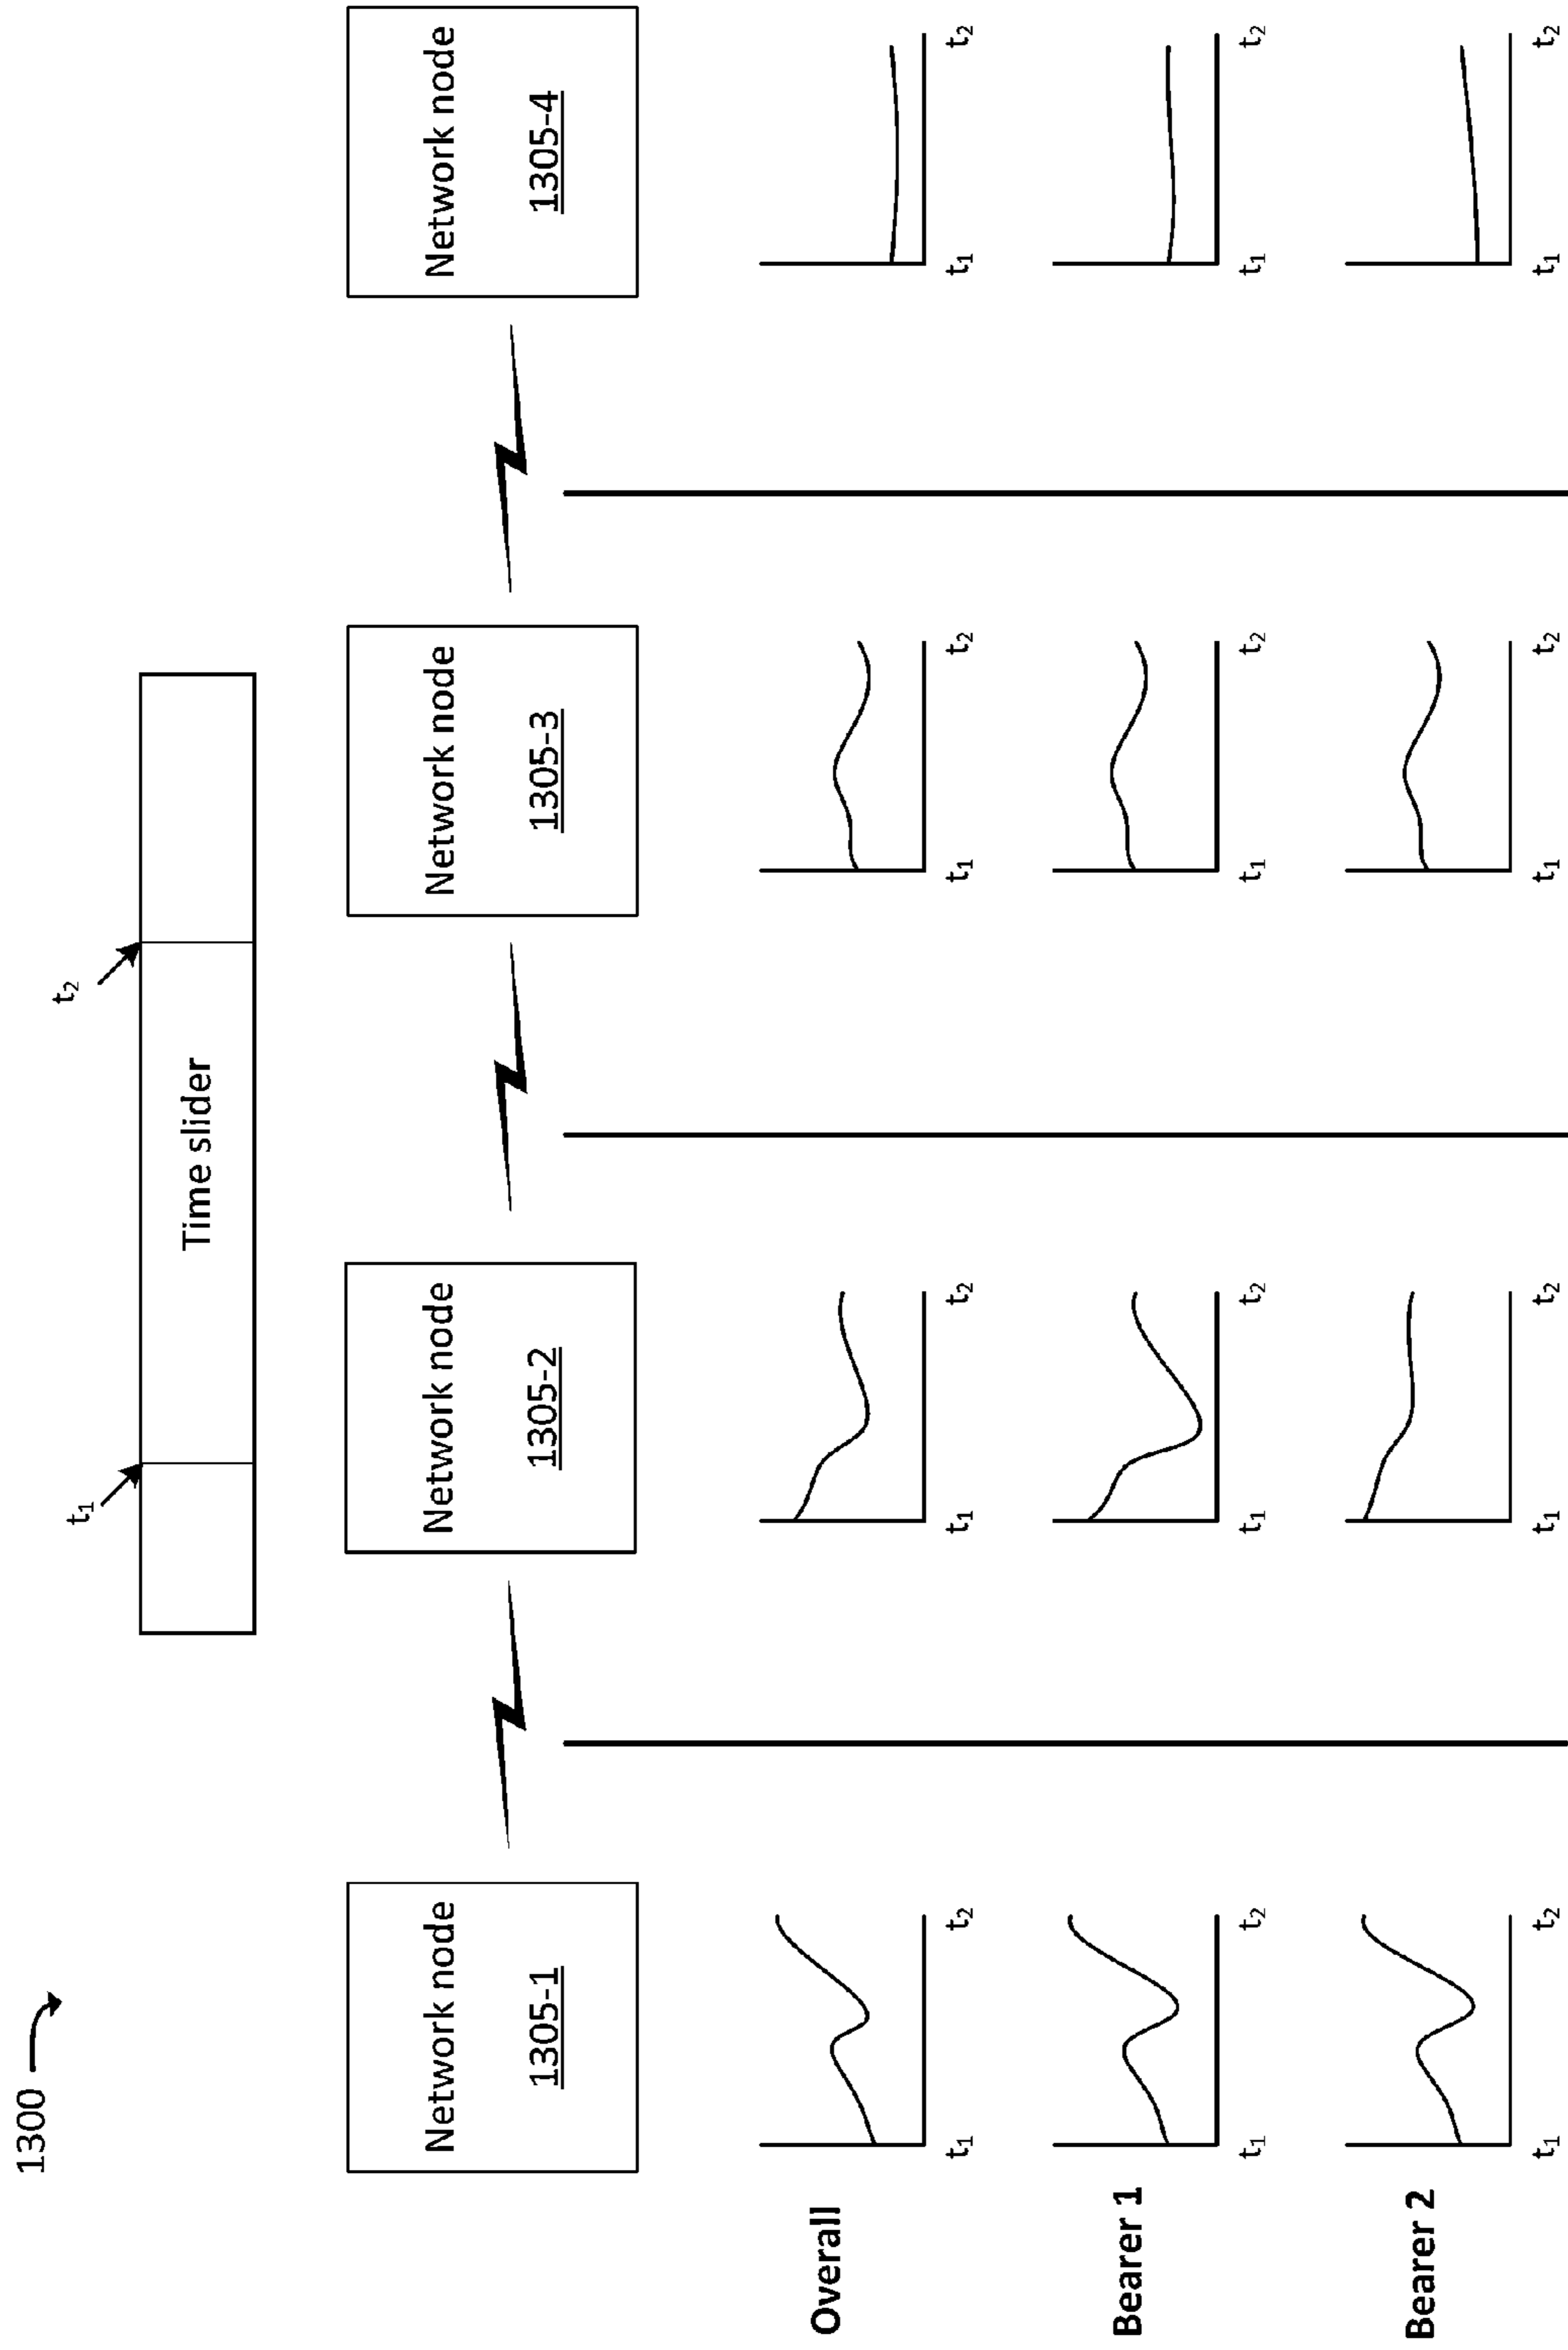 1300
t1
t2
Time slider
Network node
1305-1
Network node
1305-2
Network node
1305-3
Network node
1305-4
Overall
t1
t2
t1
t2
t1
t2
t1
t2
Bearer 1
t1
t2
t1
t2
t1
t2
t1
t2
Bearer 2
t1
t2
t1
t2
t1
t2
t1
t2